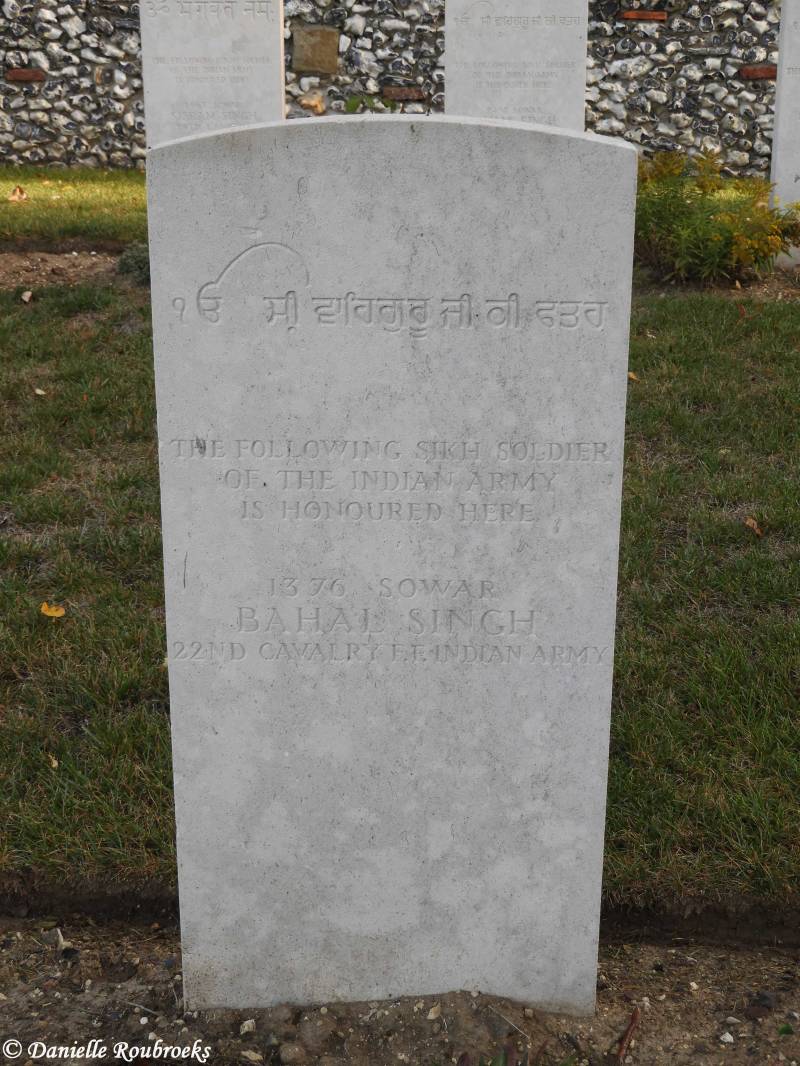 ੴ ਸ੍ਰੀ ਵਾਹਿਗੁਰੂ ਜੀ ਕੀ ਫਤਹ
THE FOLLOWING SIKH SOLDIER
OF THE INDIAN ARMY
IS HONOURED HERE
1376 SOWAR
BAHAL SINGH
22ND CAVALRY F.F. INDIAN ARMY
© Danielle Roubroeks